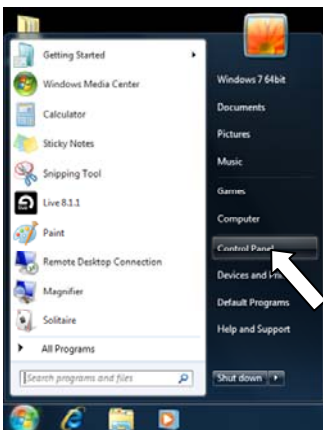 Getting Started
Windows Media Center
Calculator
Sticky Notes
Snipping Tool
Live 8.1.1
Paint
Remote Desktop Connection
Magnifier
Solitaire
All Programs
Search programs and files
Windows 7 64bit
Documents
Pictures
Music
Games
Computer
Control Panel
Devices and
Default Programs
Help and Support
Shut down